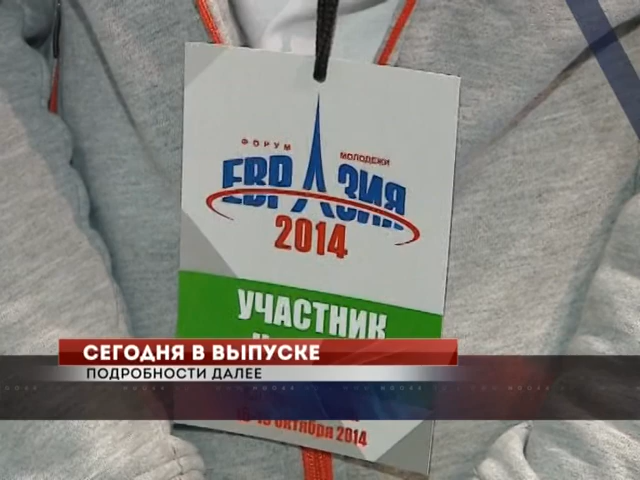 ФОРУМ МОЛОДЕЖИ
ЕВРАЗИЯ
2014
УЧАСТНИК
СЕГОДНЯ В ВЫПУСКЕ
ПОДРОБНОСТИ ДАЛЕЕ
октября 2014